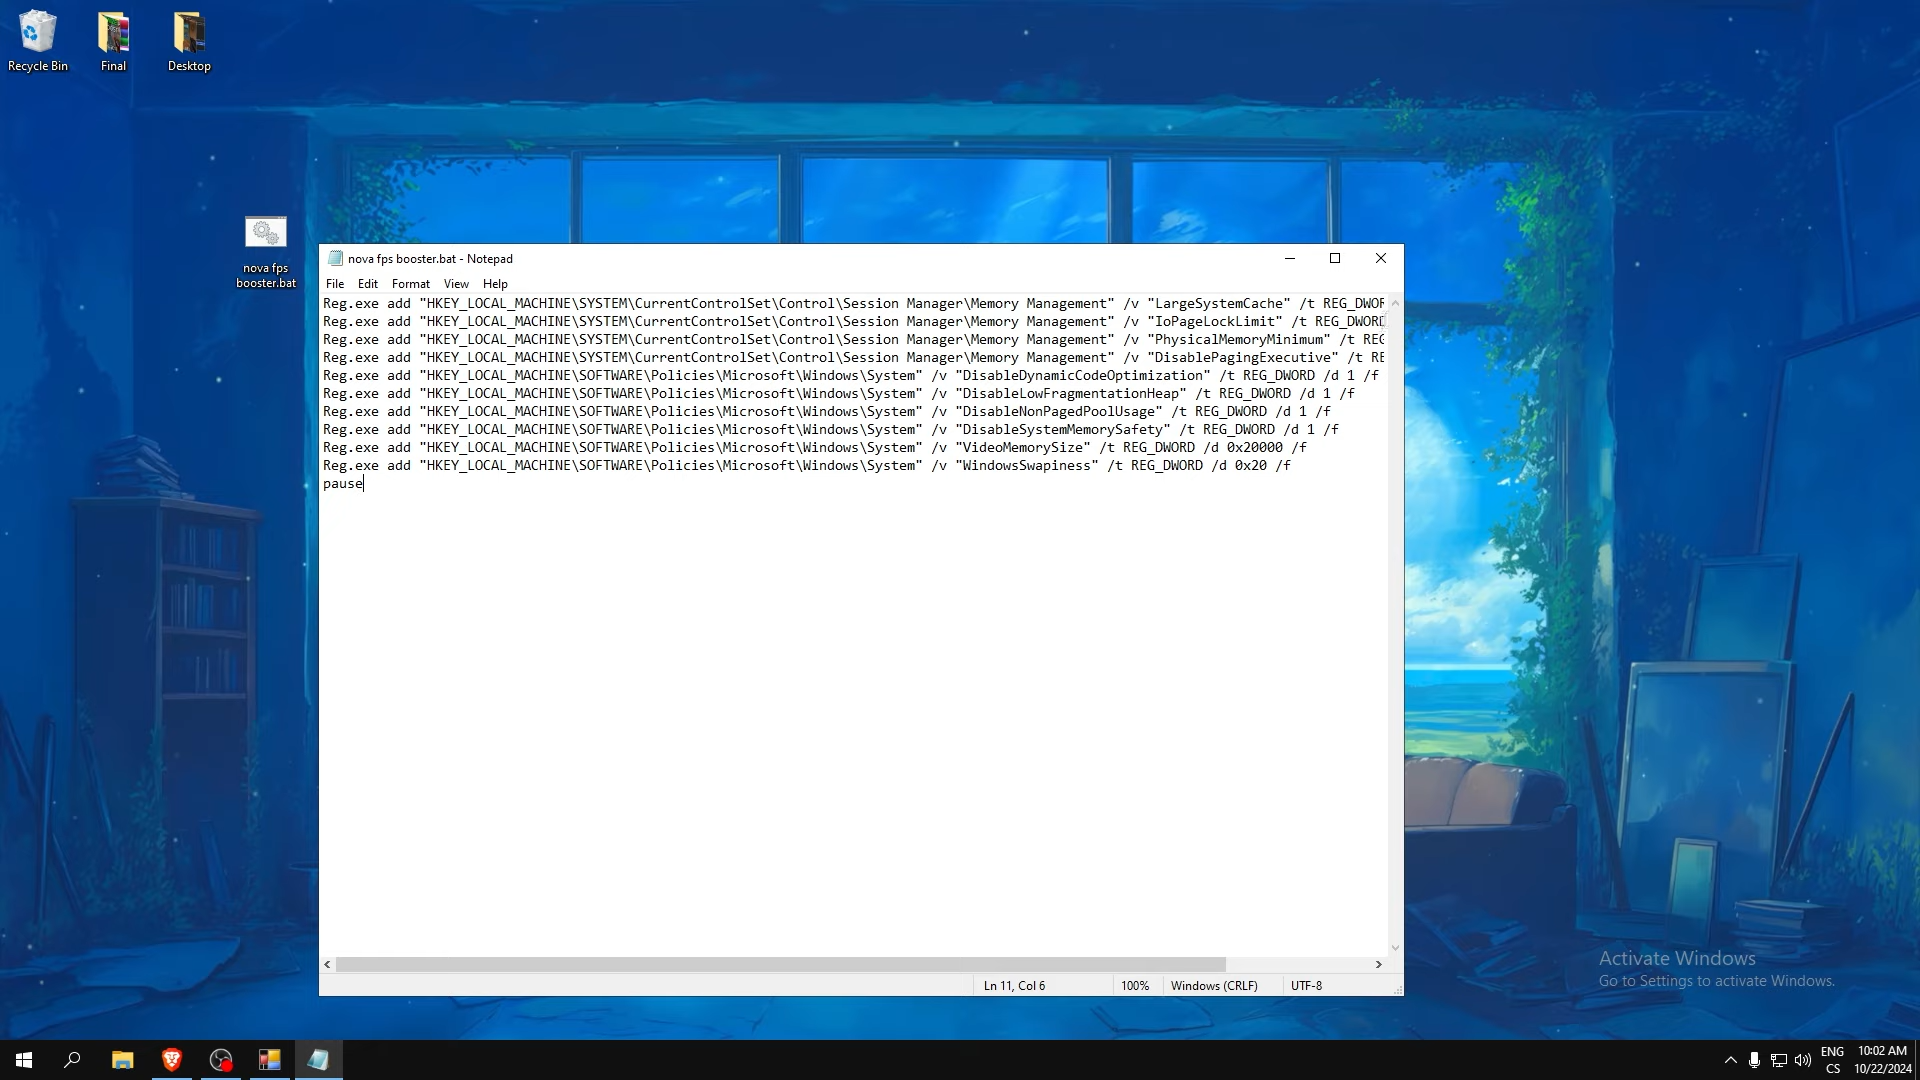 Recycle Bin
Final
Desktop
nova fps
booster.bat
nova fps booster.bat - Notepad
File Edit Format View Help
Reg.exe add "HKEY_LOCAL_MACHINE\SYSTEM\CurrentControlSet\Control\Session Manager\Memory Management" /v "LargeSystemCache" /t REG_DWOR
Reg.exe add "HKEY_LOCAL_MACHINE\SYSTEM\CurrentControlSet\Control\Session Manager\Memory Management" /v "IoPageLockLimit" /t REG_DWORD
Reg.exe add "HKEY_LOCAL_MACHINE\SYSTEM\CurrentControlSet\Control\Session Manager\Memory Management" /v "PhysicalMemoryMinimum" /t REG
Reg.exe add "HKEY_LOCAL_MACHINE\SYSTEM\CurrentControlSet\Control\Session Manager\Memory Management" /v "DisablePagingExecutive" /t RE
Reg.exe add "HKEY_LOCAL_MACHINE\SOFTWARE\Policies\Microsoft\Windows\System" /v "DisableDynamicCodeOptimization" /t REG_DWORD /d 1 /f
Reg.exe add "HKEY_LOCAL_MACHINE\SOFTWARE\Policies\Microsoft\Windows\System" /v "DisableLowFragmentationHeap" /t REG_DWORD /d 1 /f
Reg.exe add "HKEY_LOCAL_MACHINE\SOFTWARE\Policies\Microsoft\Windows\System" /v "DisableNonPagedPoolUsage" /t REG_DWORD /d 1 /f
Reg.exe add "HKEY_LOCAL_MACHINE\SOFTWARE\Policies\Microsoft\Windows\System" /v "DisableSystemMemorySafety" /t REG_DWORD /d 1 /f
Reg.exe add "HKEY_LOCAL_MACHINE\SOFTWARE\Policies\Microsoft\Windows\System" /v "VideoMemorySize" /t REG_DWORD /d 0x20000 /f
Reg.exe add "HKEY_LOCAL_MACHINE\SOFTWARE\Policies\Microsoft\Windows\System" /v "WindowsSwapiness" /t REG_DWORD /d 0x20 /f
pause
Ln 11, Col 6 100% Windows (CRLF) UTF-8
Activate Windows
Go to Settings to activate Windows.
ENG 10:02 AM
CS 10/22/2024